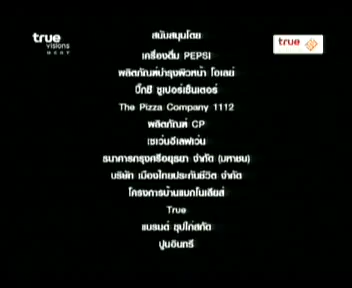 true
visions
สนับสนุนโดย
true
เครื่องดื่ม PEPSI
ผลิตภัณฑ์บำรุงผิวหน้า โอเลย์
บิ๊กซี ซูเปอร์เซ็นเตอร์
The Pizza Company 1112
ผลิตภัณฑ์ CP
เซเว่นอีเลฟเว่น
ธนาคารกรุงศรีอยุธยา จำกัด (มหาชน)
บริษัท เมืองไทยประกันชีวิต จำกัด
โครงการบ้านแมกโนเลียส์
True
แบรนด์ ซุปไก่สกัด
ปูนอินทรี